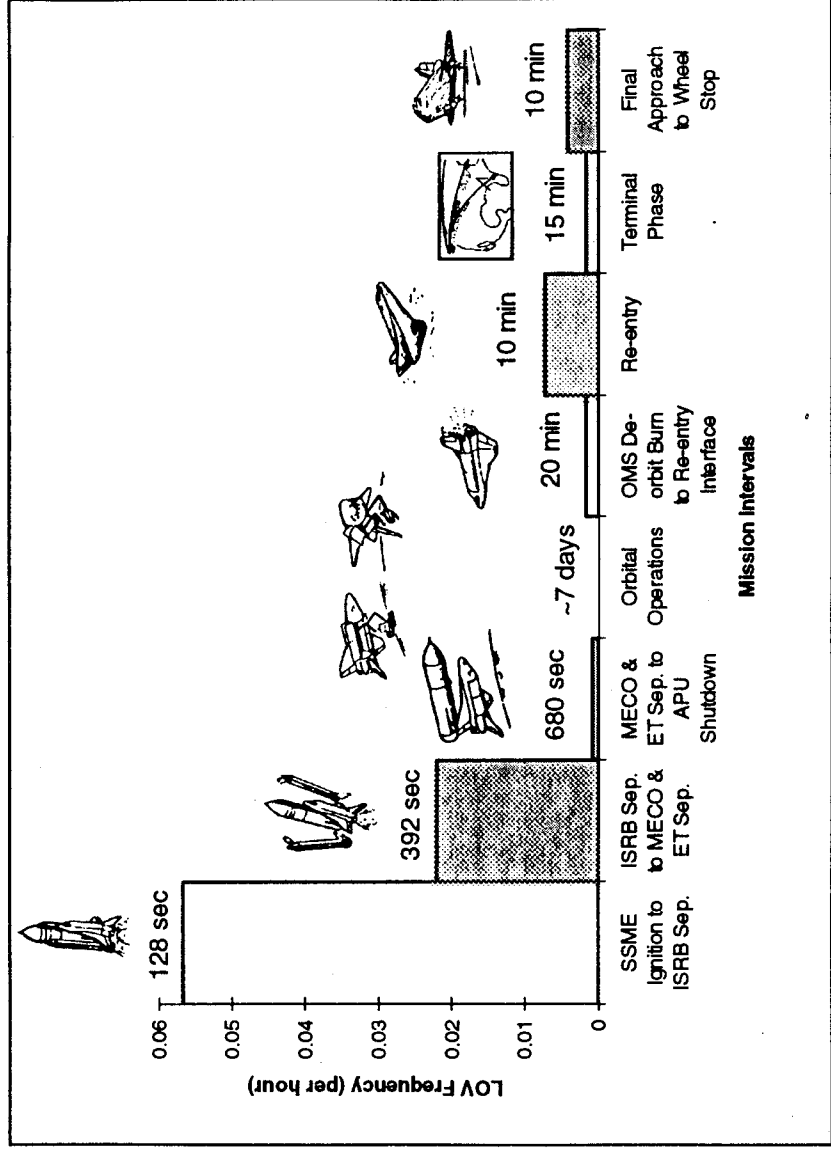 LOV Frequency (per hour)
0.06
0.05
0.04
0.03
0.02
0.01
0
128 sec
392 sec
680 sec
~7 days
20 min
10 min
15 min
10 min
SSME
Ignition to
ISRB Sep.
ISRB Sep.
to MECO &
ET Sep.
MECO &
ET Sep. to
APU
Shutdown
Orbital
Operations
OMS De-
orbit Burn
to Re-entry
Interface
Re-entry
Terminal
Phase
Final
Approach
to Wheel
Stop
Mission Intervals